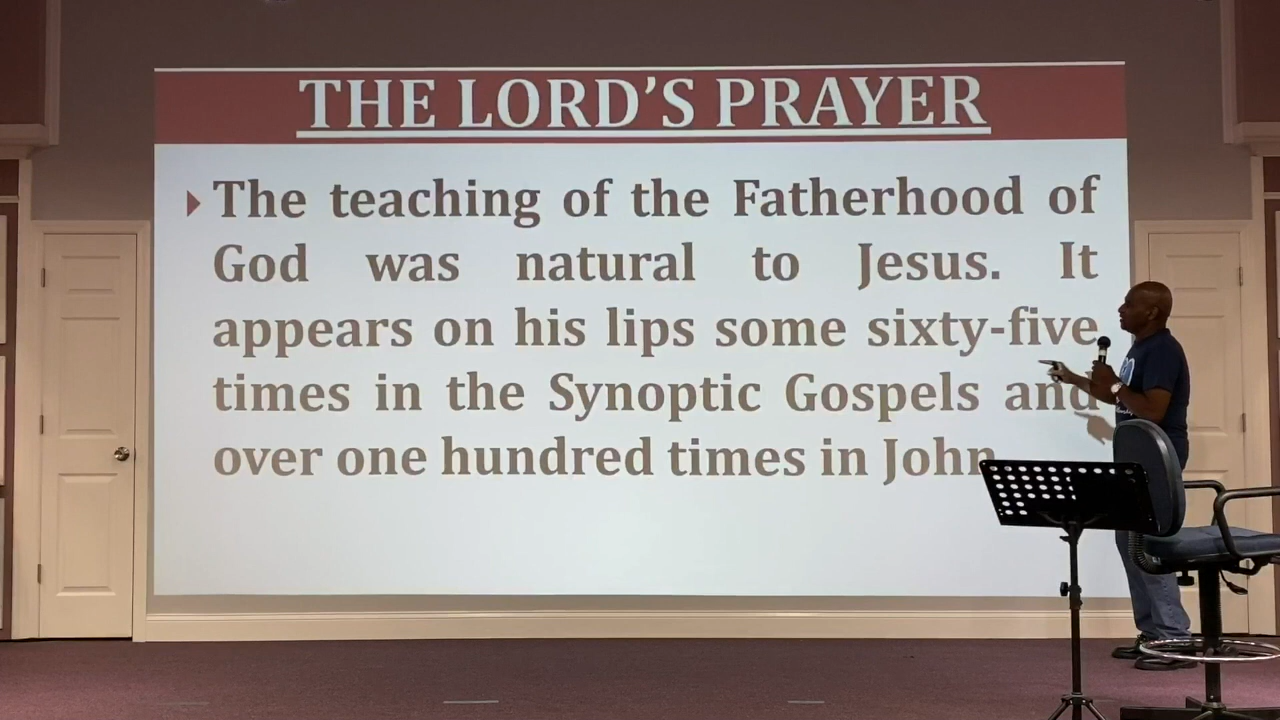 THE LORD'S PRAYER
The teaching of the Fatherhood of
God was natural to Jesus. It
appears on his lips some sixty-five
times in the Synoptic Gospels and
over one hundred times in John